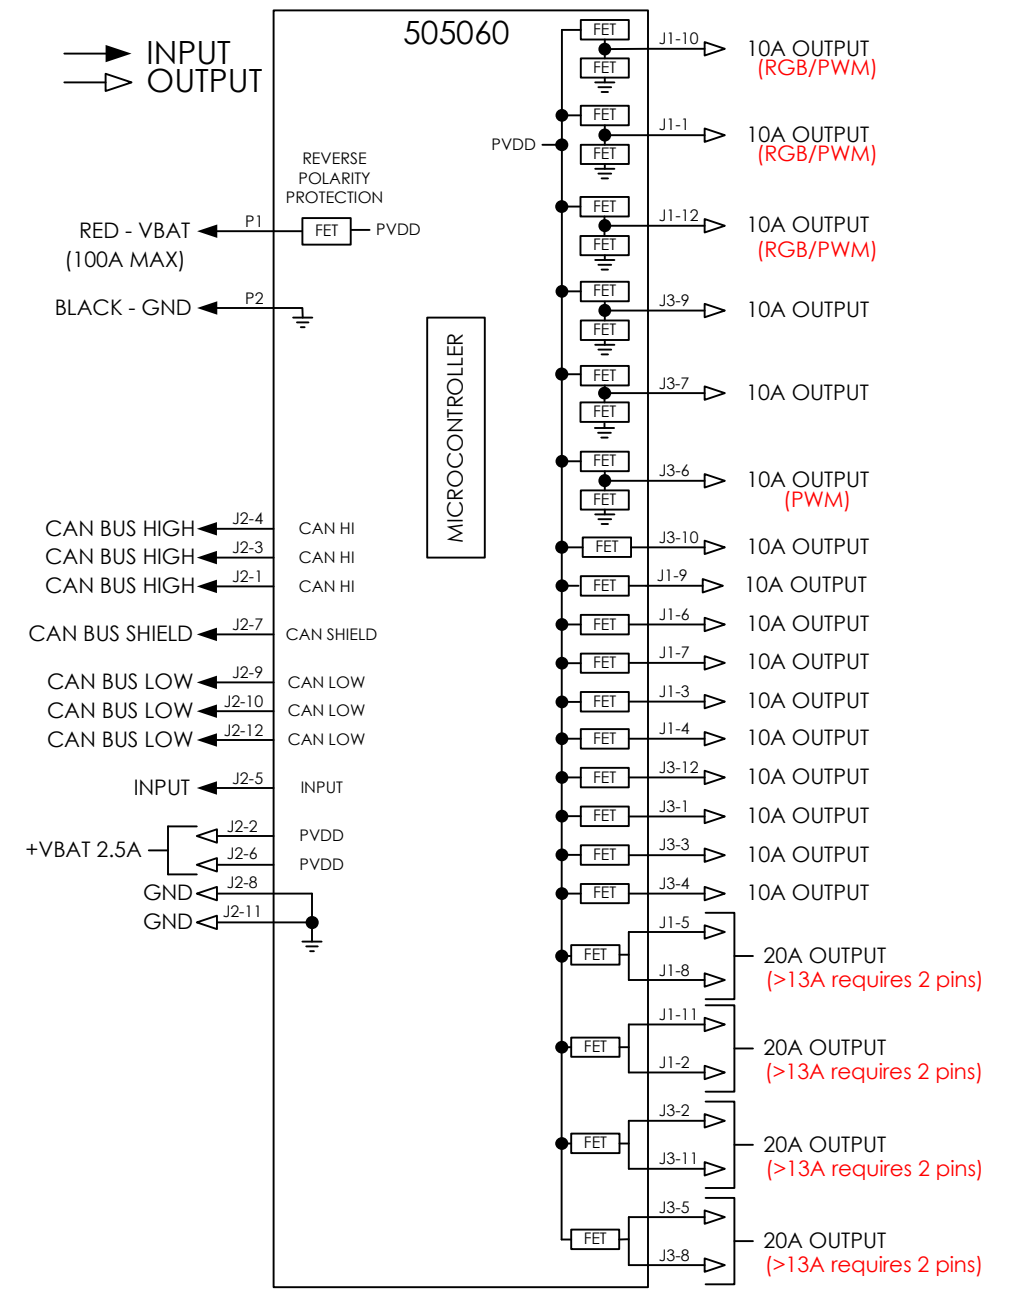 505060
INPUT
OUTPUT
REVERSE
POLARITY
PROTECTION
RED - VBAT
(100A MAX)
P1
FET
PVDD
BLACK - GND
P2
MICROCONTROLLER
CAN BUS HIGH J2-4 CAN HI
CAN BUS HIGH J2-3 CAN HI
CAN BUS HIGH J2-1 CAN HI
CAN BUS SHIELD J2-7 CAN SHIELD
CAN BUS LOW J2-9 CAN LOW
CAN BUS LOW J2-10 CAN LOW
CAN BUS LOW J2-12 CAN LOW
INPUT J2-5 INPUT
+VBAT 2.5A
J2-2 PVDD
J2-6 PVDD
GND J2-8
GND J2-11
PVDD
FET
J1-10 10A OUTPUT
(RGB/PWM)
FET
FET
J1-1 10A OUTPUT
(RGB/PWM)
FET
FET
J1-12 10A OUTPUT
(RGB/PWM)
FET
FET
J3-9 10A OUTPUT
FET
FET
J3-7 10A OUTPUT
FET
FET
J3-6 10A OUTPUT
(PWM)
FET
FET J3-10 10A OUTPUT
FET J1-9 10A OUTPUT
FET J1-6 10A OUTPUT
FET J1-7 10A OUTPUT
FET J1-3 10A OUTPUT
FET J1-4 10A OUTPUT
FET J3-12 10A OUTPUT
FET J3-1 10A OUTPUT
FET J3-3 10A OUTPUT
FET J3-4 10A OUTPUT
J1-5
FET 20A OUTPUT
J1-8 (>13A requires 2 pins)
J1-11
FET 20A OUTPUT
J1-2 (>13A requires 2 pins)
J3-2
FET 20A OUTPUT
J3-11 (>13A requires 2 pins)
J3-5
FET 20A OUTPUT
J3-8 (>13A requires 2 pins)